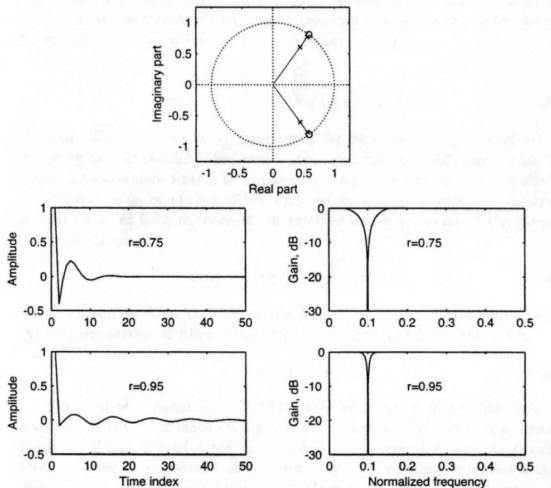 1
0.5
0
-0.5
-1
Imaginary part
-1.0 -0.5 0 0.5 1
Real part
1
0.5
0
-0.5
Amplitude
r=0.75
0 10 20 30 40 50
0
-10
-20
-30
Gain, dB
r=0.75
0 0.1 0.2 0.3 0.4 0.5
1
0.5
0
-0.5
Amplitude
r=0.95
0 10 20 30 40 50
Time index
0
-10
-20
-30
Gain, dB
r=0.95
0 0.1 0.2 0.3 0.4 0.5
Normalized frequency